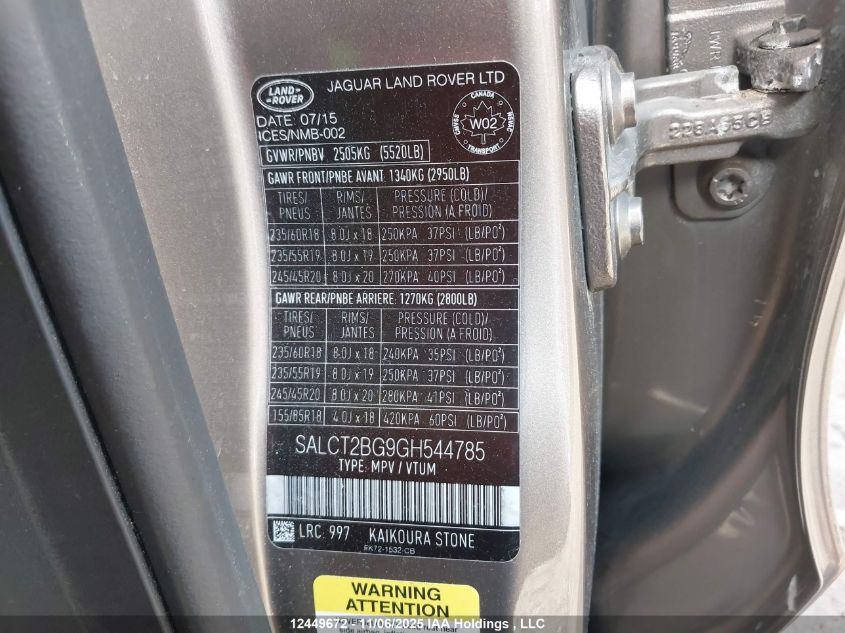 LAND ROVER
JAGUAR LAND ROVER LTD
DATE 07/15
ICES/NMB-002
CANADA
W02
GVWR/PNBV 2505KG (5520LB)
GAWR FRONT/PNBE AVANT 1340KG (2950LB)
TIRES/ PNEUS RIMS/ JANTES PRESSURE (COLD)/ PRESSION (A FROID)
235/60R18 8.0J x 18 250KPA 37PSI (LB/PO²)
235/55R19 8.0J x 19 250KPA 37PSI (LB/PO²)
245/45R20 8.0J x 20 270KPA 40PSI (LB/PO²)
GAWR REAR/PNBE ARRIERE: 1270KG (2800LB)
TIRES/ PNEUS RIMS/ JANTES PRESSURE (COLD)/ PRESSION (A FROID)
235/60R18 8.0J x 18 240KPA 35PSI (LB/PO²)
235/55R19 8.0J x 19 250KPA 37PSI (LB/PO²)
245/45R20 8.0J x 20 280KPA 41PSI (LB/PO²)
155/85R18 4.0J x 18 420KPA 60PSI (LB/PO²)
SALCT2BG9GH544785
TYPE: MPV / VTUM
LRC: 997 KAIKOURA STONE
EK72-1532-CB
WARNING
ATTENTION
12449672 - 11/06/2025 IAA Holdings , LLC